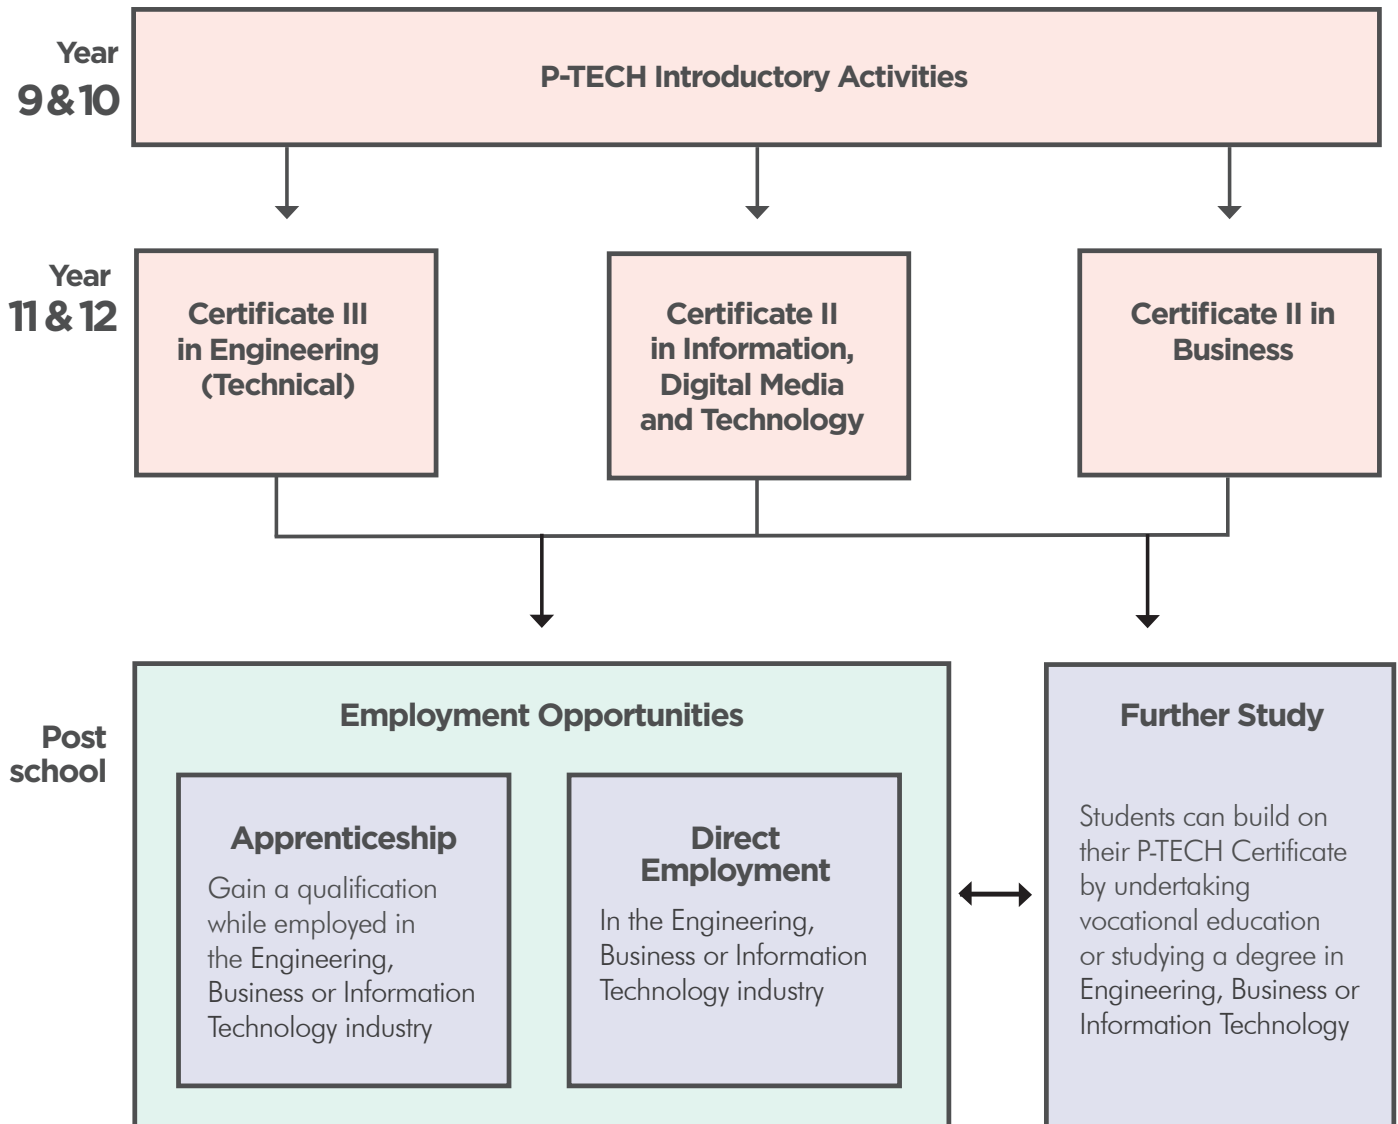 Year
9 & 10
P-TECH Introductory Activities
Year
11 & 12
Certificate III
in Engineering
(Technical)
Certificate II
in Information,
Digital Media
and Technology
Certificate II in
Business
Post
school
Employment Opportunities
Apprenticeship
Gain a qualification
while employed in
the Engineering,
Business or Information
Technology industry
Direct
Employment
In the Engineering,
Business or Information
Technology industry
Further Study
Students can build on
their P-TECH Certificate
by undertaking
vocational education
or studying a degree in
Engineering, Business or
Information Technology